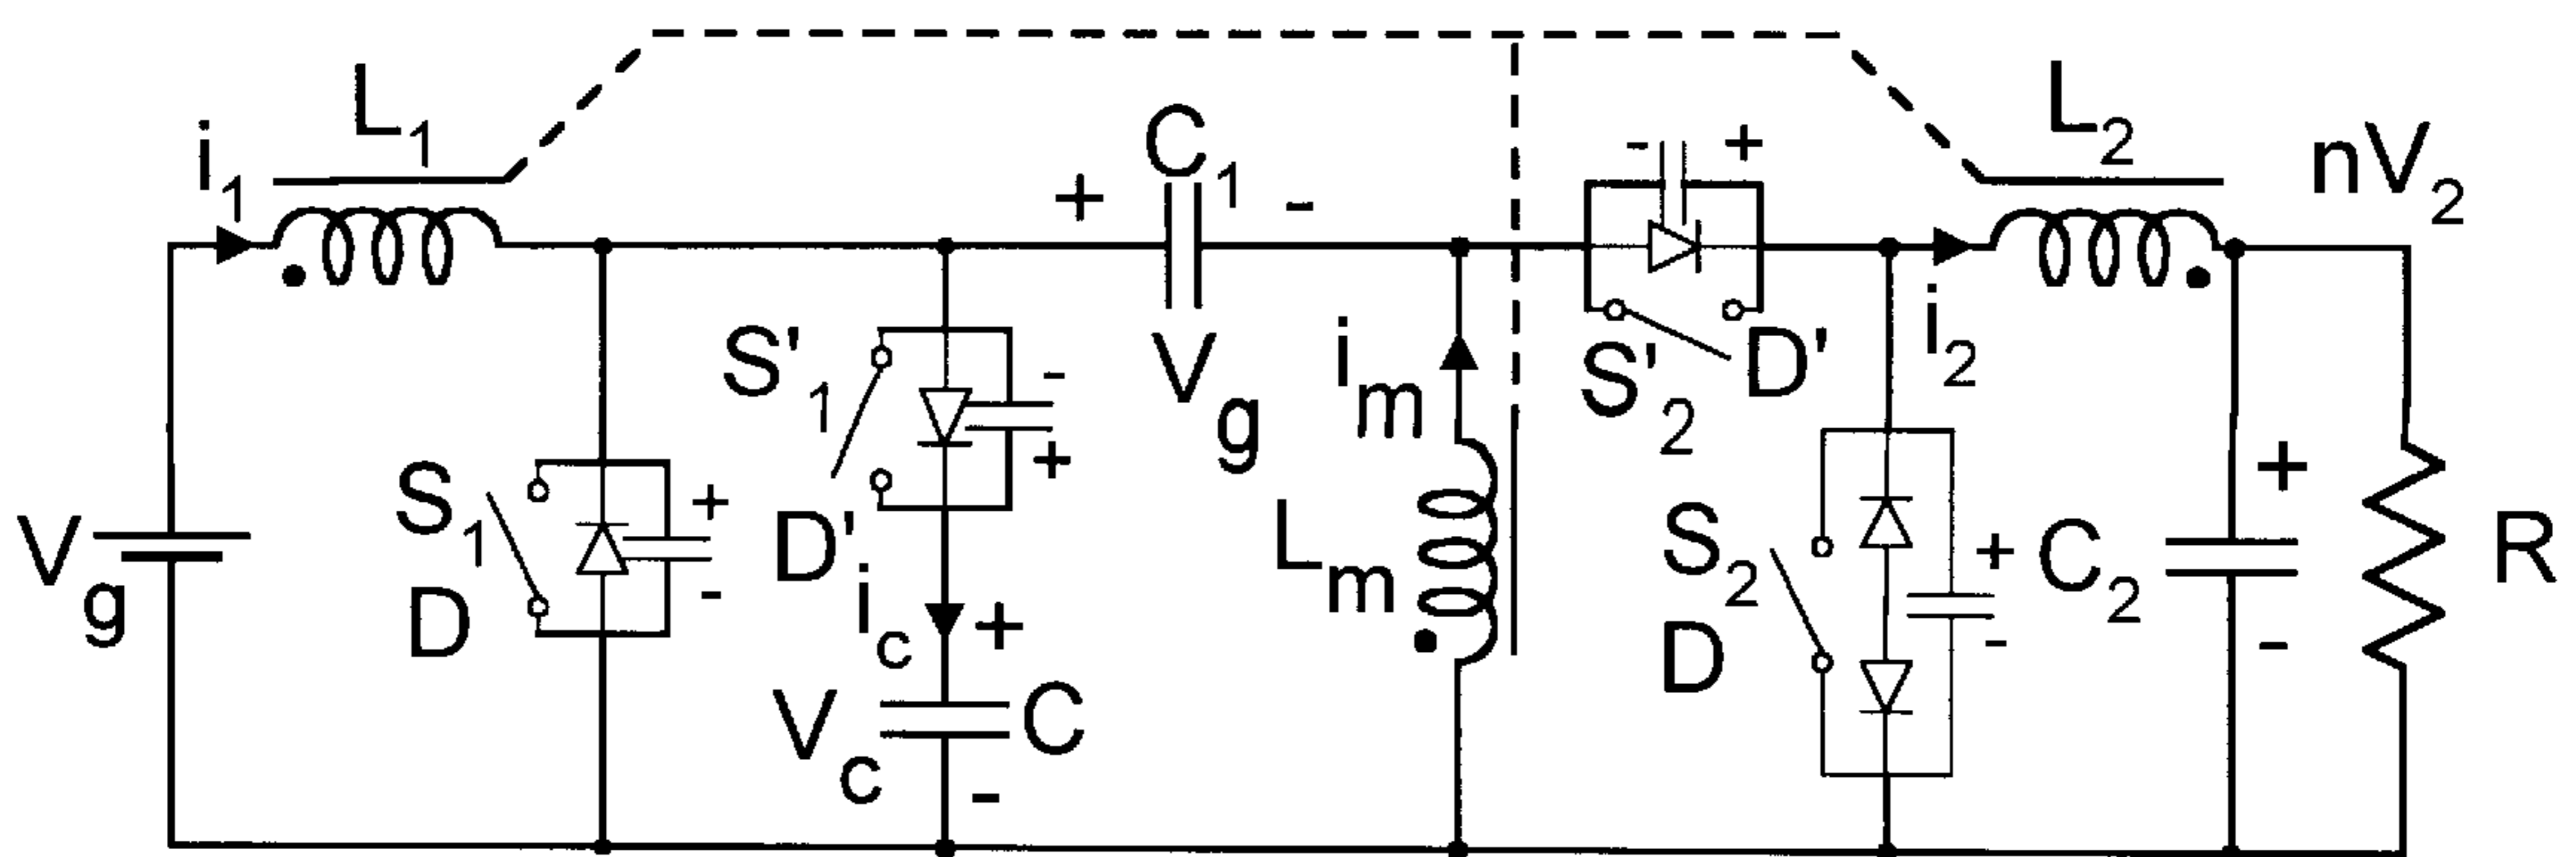 i1
L1
+
C1
-
Vg
- +
L2
nV2
S'1
D'
S1
D
+
-
-
+
ic
+
Vc
C
-
Vg
im
Lm
S'2
D'
i2
S2
D
+
-
C2
+
-
R